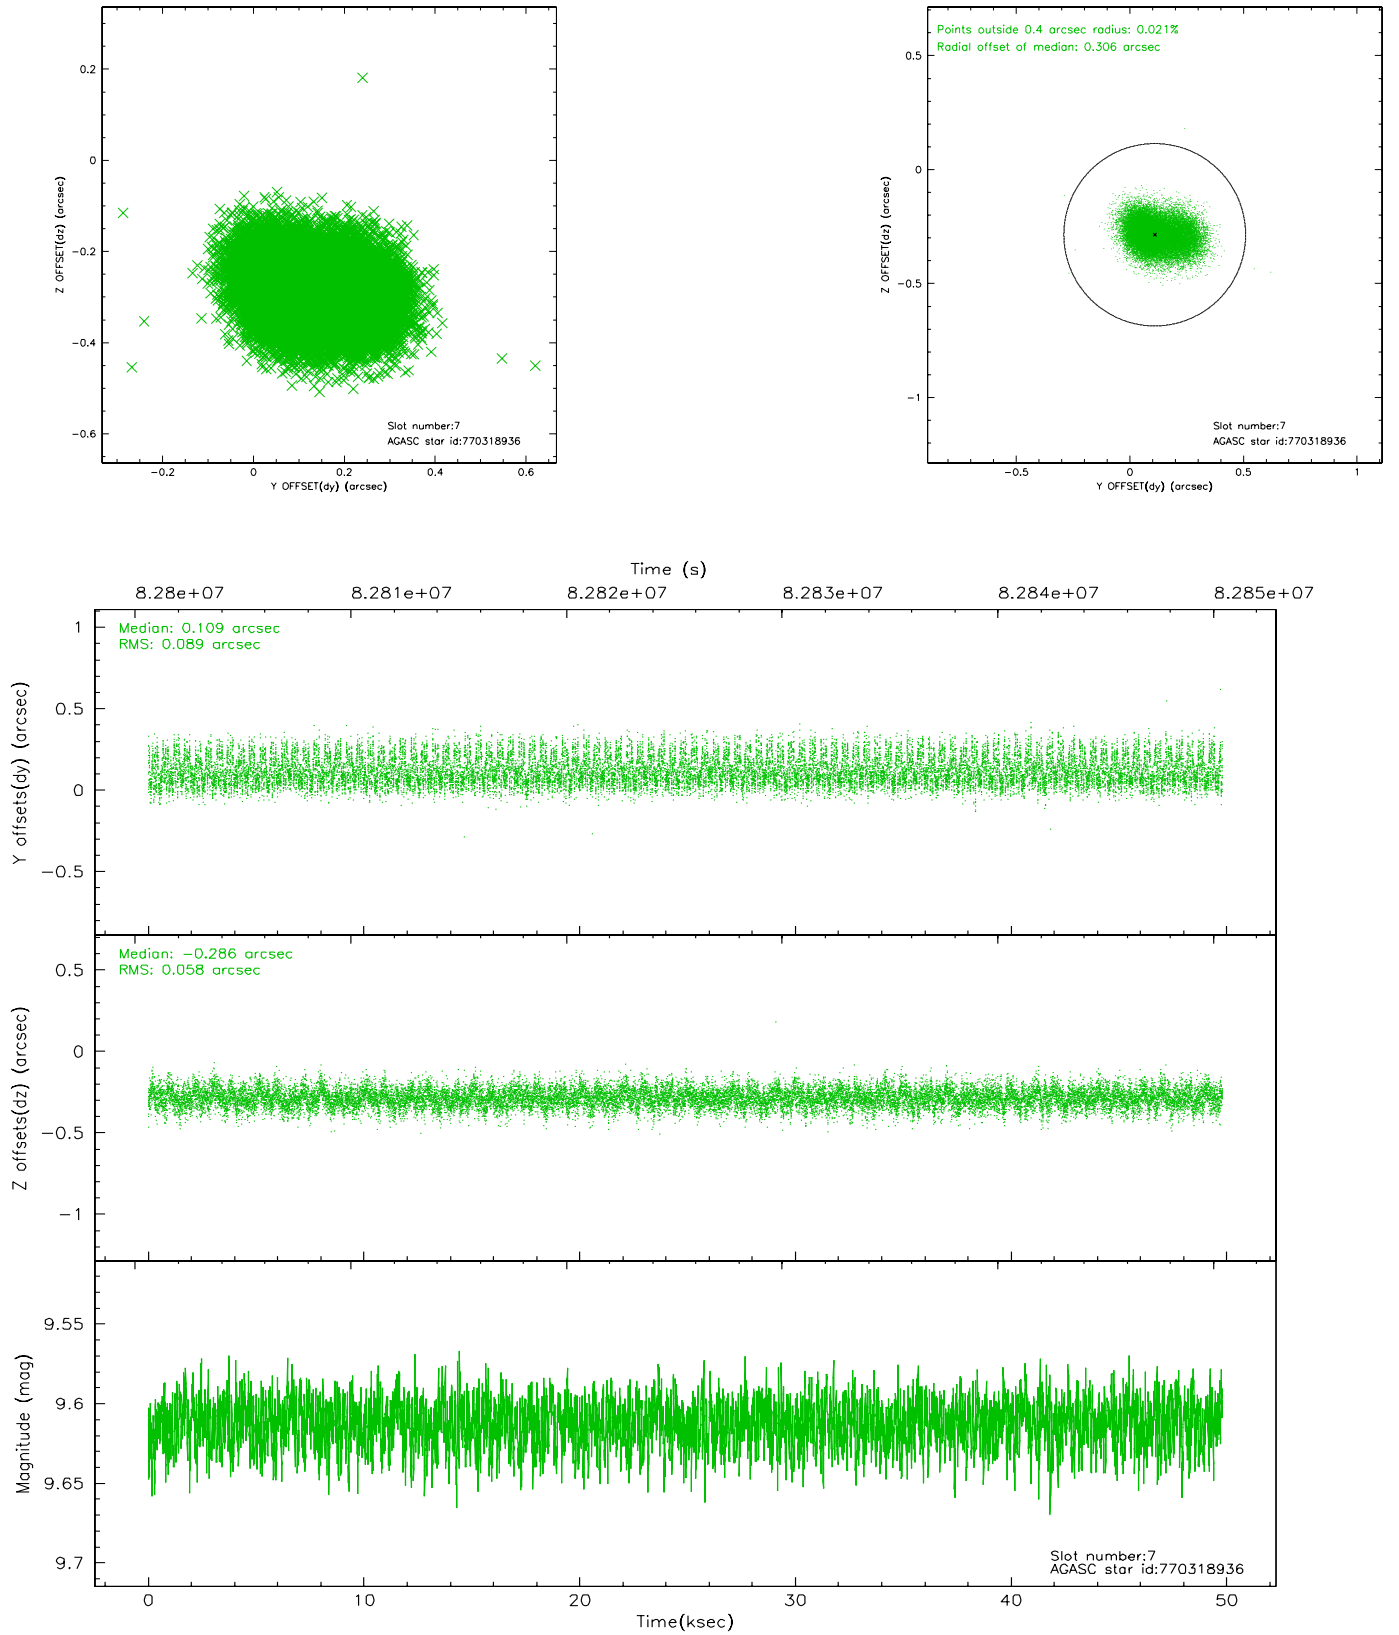 0.2
0
−0.2
−0.4
−0.6
Z OFFSET(dz) (arcsec)
Slot number:7
AGASC star id:770318936
−0.2 0 0.2 0.4 0.6
Y OFFSET(dy) (arcsec)
Points outside 0.4 arcsec radius: 0.021%
Radial offset of median: 0.306 arcsec
0.5
0
−0.5
−1
Z OFFSET(dz) (arcsec)
Slot number:7
AGASC star id:770318936
−0.5 0 0.5 1
Y OFFSET(dy) (arcsec)
Time (s)
8.28e+07 8.281e+07 8.282e+07 8.283e+07 8.284e+07 8.285e+07
Median: 0.109 arcsec
RMS: 0.089 arcsec
1
0.5
0
−0.5
Y offsets(dy) (arcsec)
Median: −0.286 arcsec
RMS: 0.058 arcsec
0.5
0
−0.5
−1
Z offsets(dz) (arcsec)
9.55
9.6
9.65
9.7
Magnitude (mag)
Slot number:7
AGASC star id:770318936
0 10 20 30 40 50
Time(ksec)